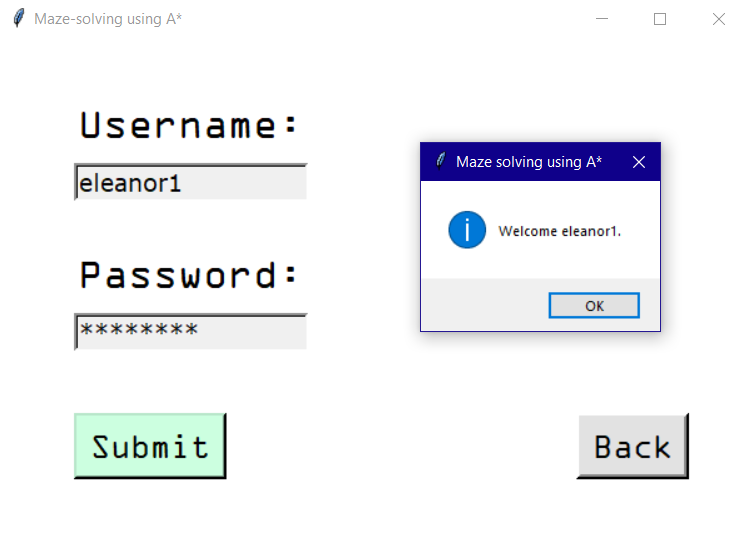 Maze-solving using A*
Username:
eleanor1
Password:
********
Submit
Back
Maze solving using A*
Welcome eleanor1.
OK